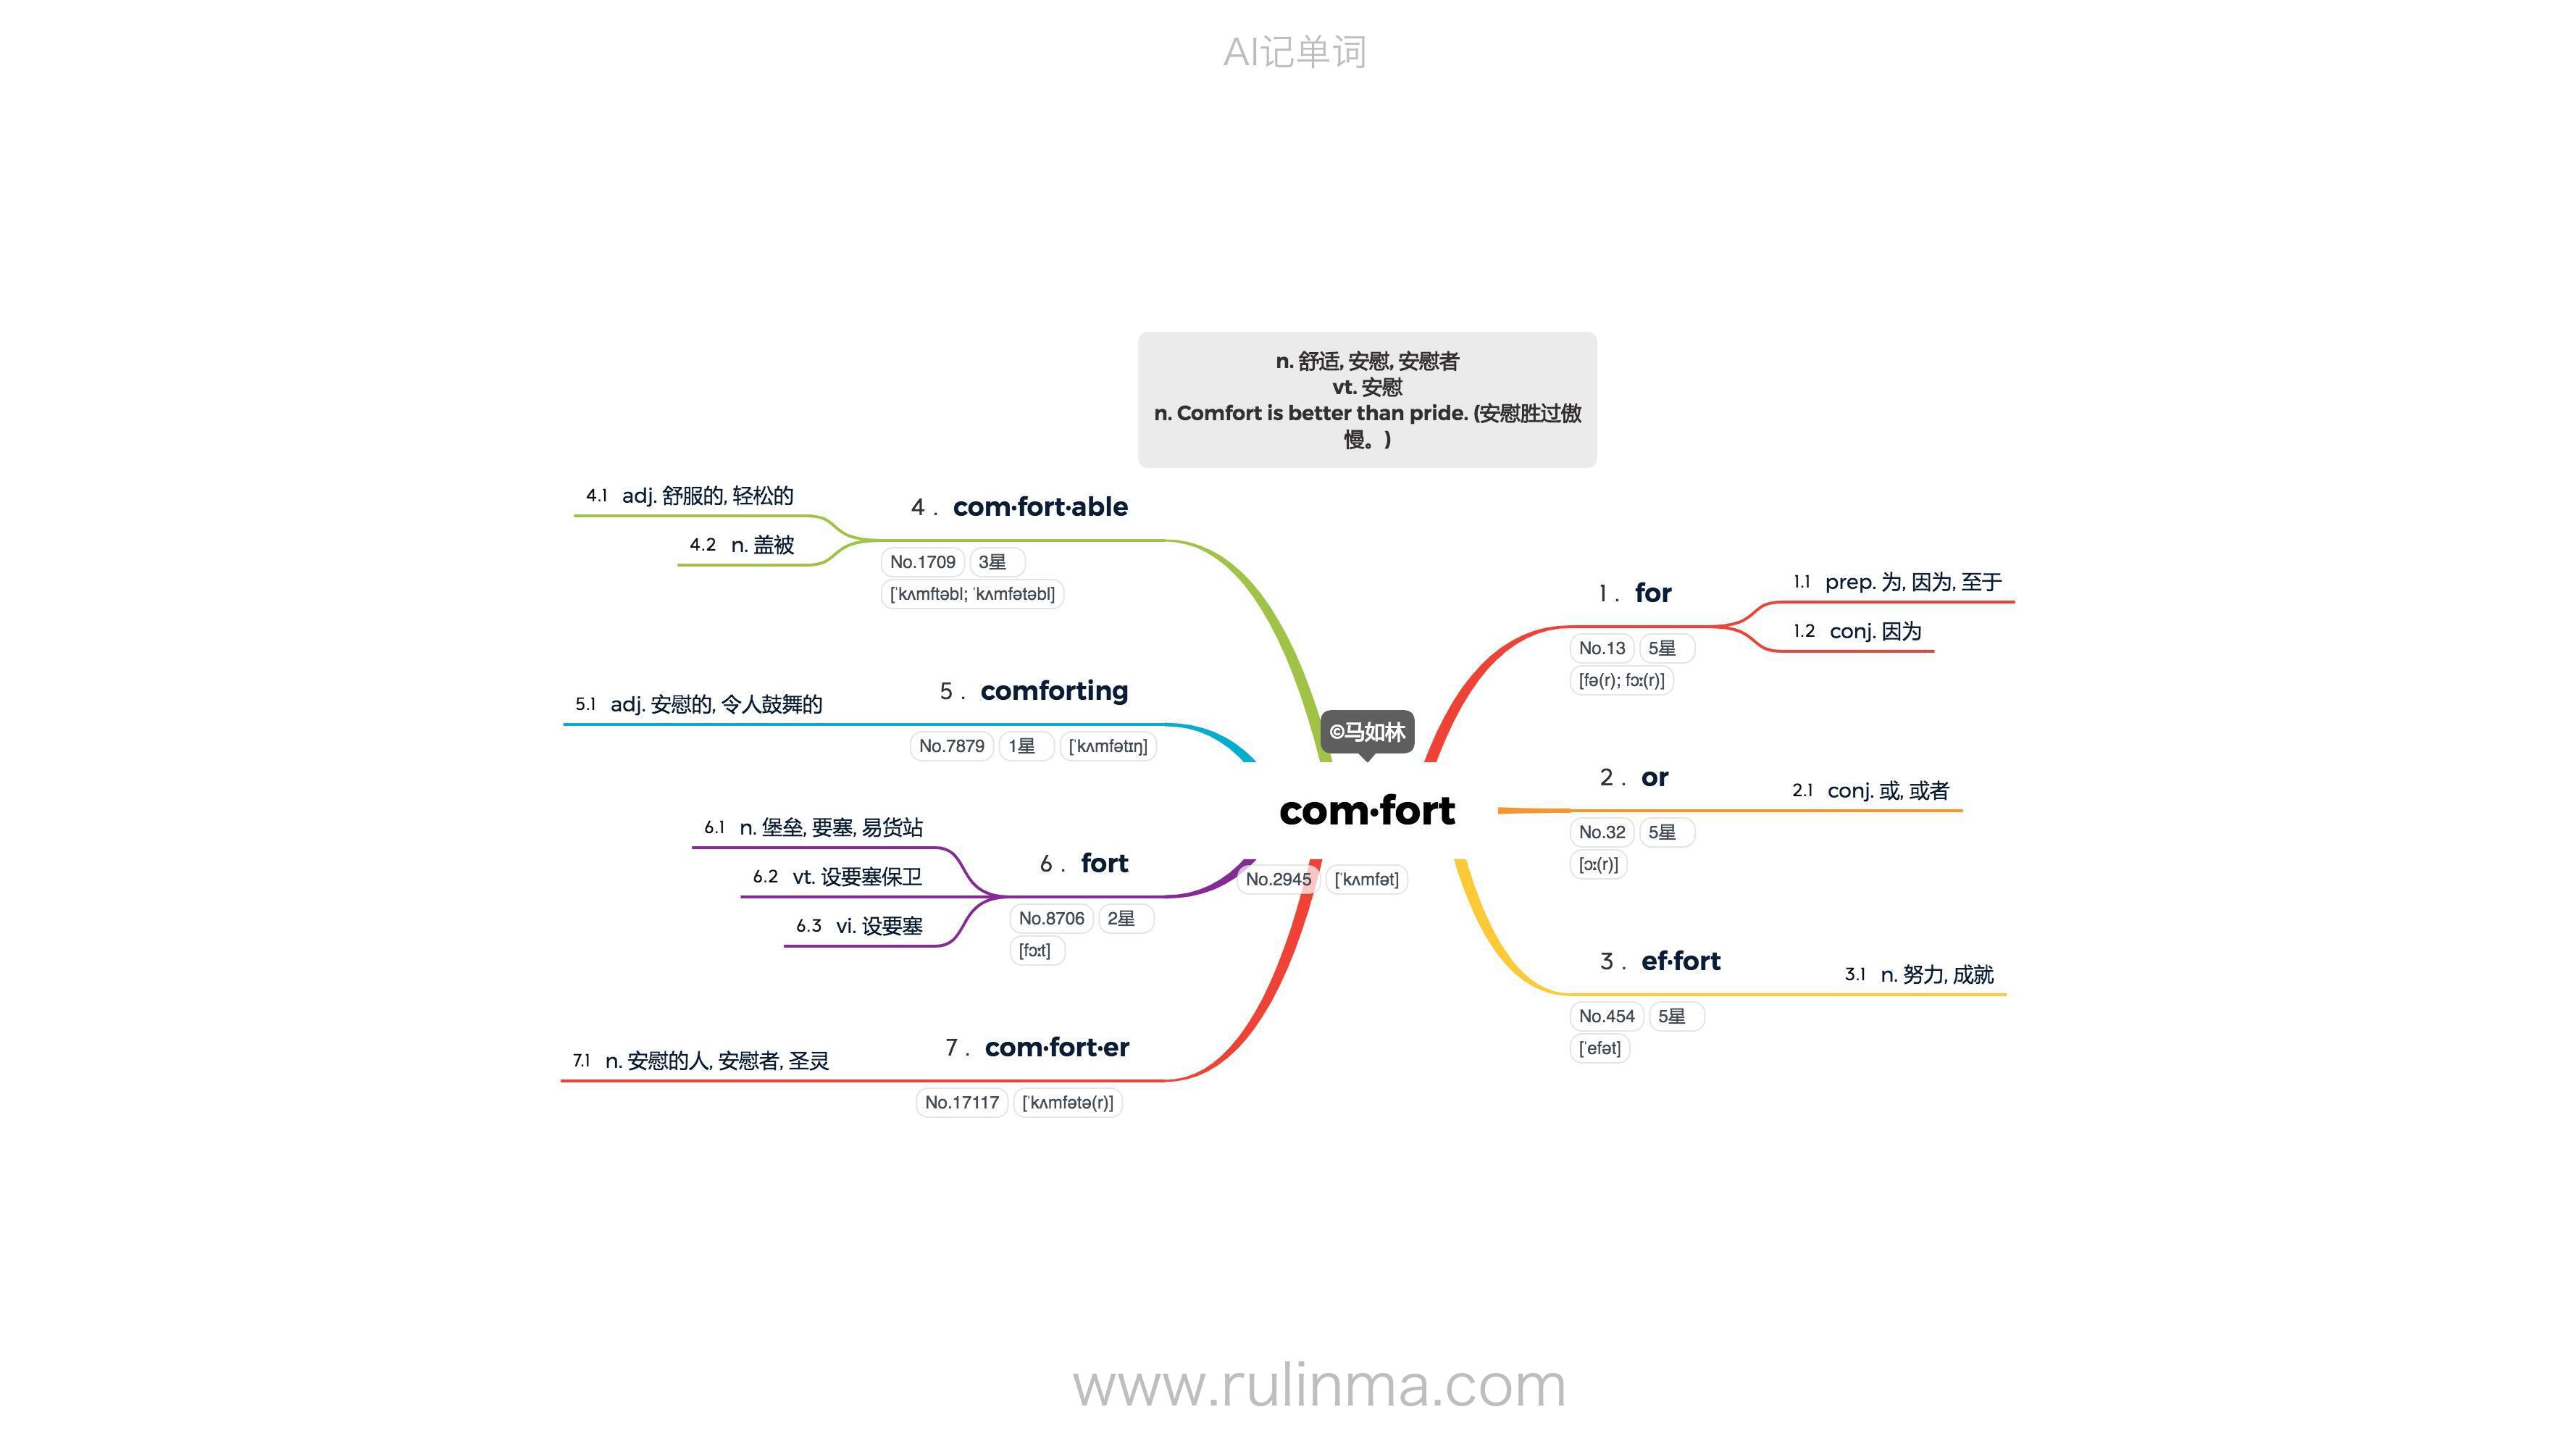 AI记单词
n. 舒适, 安慰, 安慰者
vt. 安慰
n. Comfort is better than pride. (安慰胜过傲
慢。)
©马如林
com·fort
No.2945 [ˈkʌmfət]
1 . for
No.13 5星
[fə(r); fɔː(r)]
1.1 prep. 为, 因为, 至于
1.2 conj. 因为
2 . or
No.32 5星
[ɔː(r)]
2.1 conj. 或, 或者
3 . ef·fort
No.454 5星
[ˈefət]
3.1 n. 努力, 成就
4 . com·fort·able
No.1709 3星
[ˈkʌmftəbl; ˈkʌmfətəbl]
4.1 adj. 舒服的, 轻松的
4.2 n. 盖被
5 . comforting
No.7879 1星 [ˈkʌmfətɪŋ]
5.1 adj. 安慰的, 令人鼓舞的
6 . fort
No.8706 2星
[fɔːt]
6.1 n. 堡垒, 要塞, 易货站
6.2 vt. 设要塞保卫
6.3 vi. 设要塞
7 . com·fort·er
No.17117 [ˈkʌmfətə(r)]
7.1 n. 安慰的人, 安慰者, 圣灵
www.rulinma.com